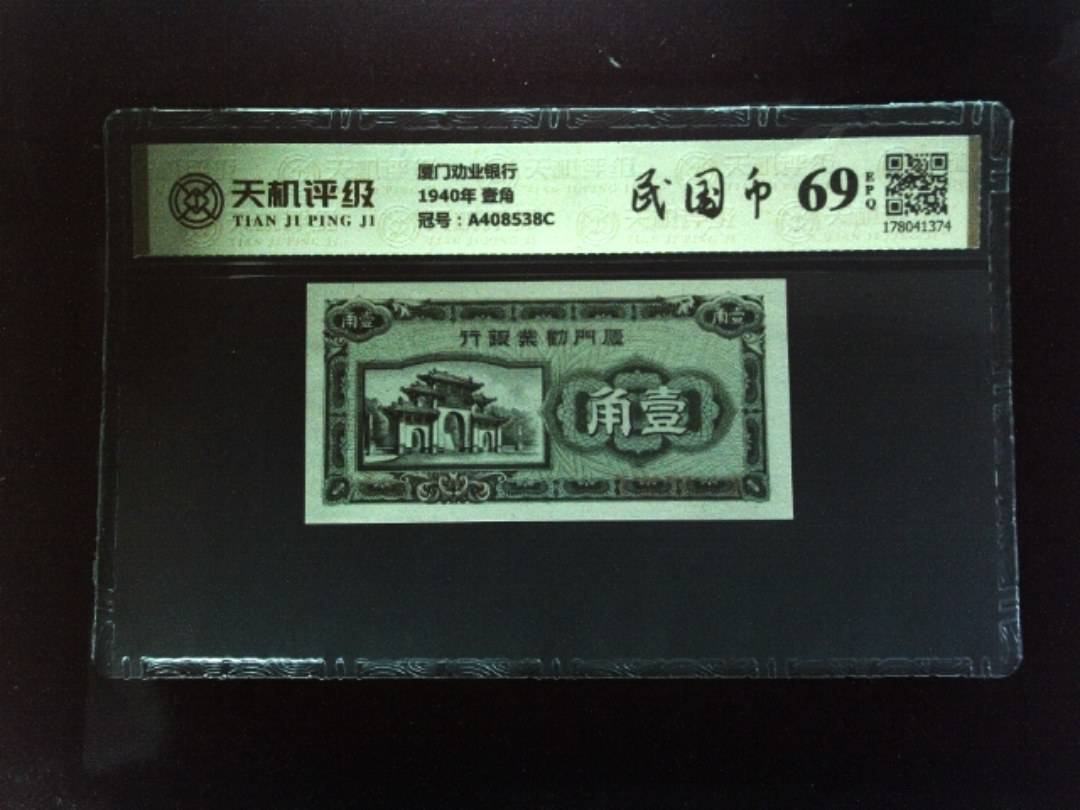 天机评级
TIAN JI PING JI
厦门劝业银行
1940年 壹角
冠号：A408538C
民国币
69
EPQ
178041374
角壹
角壹
行銀業勸門厦
角壹